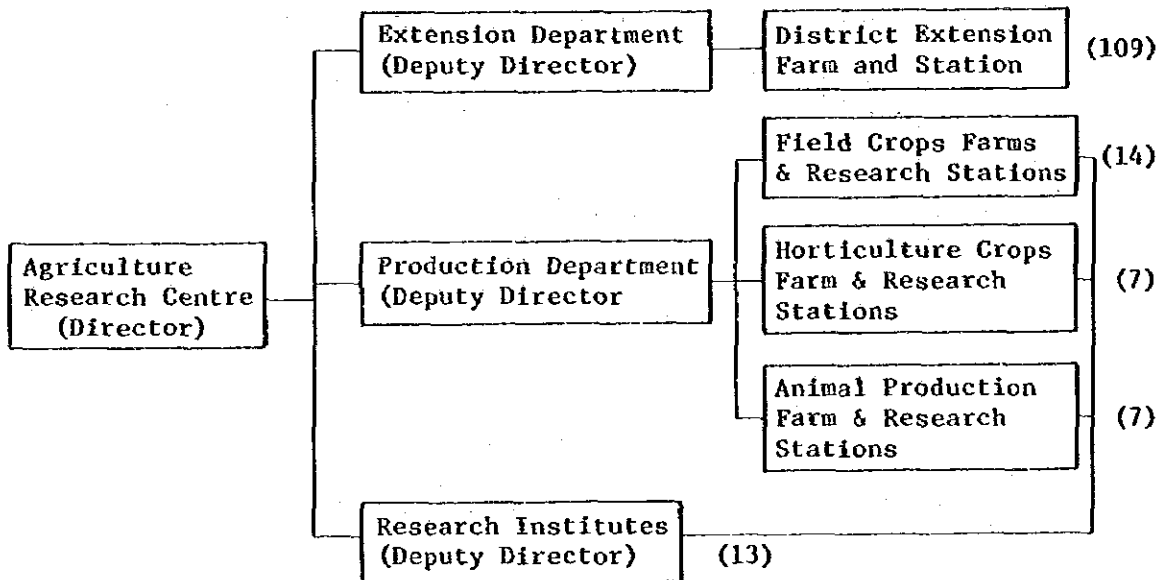 Extension Department
(Deputy Director)
District Extension
Farm and Station
(109)
Field Crops Farms
& Research Stations
(14)
Agriculture
Research Centre
(Director)
Production Department
(Deputy Director
Horticulture Crops
Farm & Research
Stations
(7)
Animal Production
Farm & Research
Stations
(7)
Research Institutes
(Deputy Director)
(13)